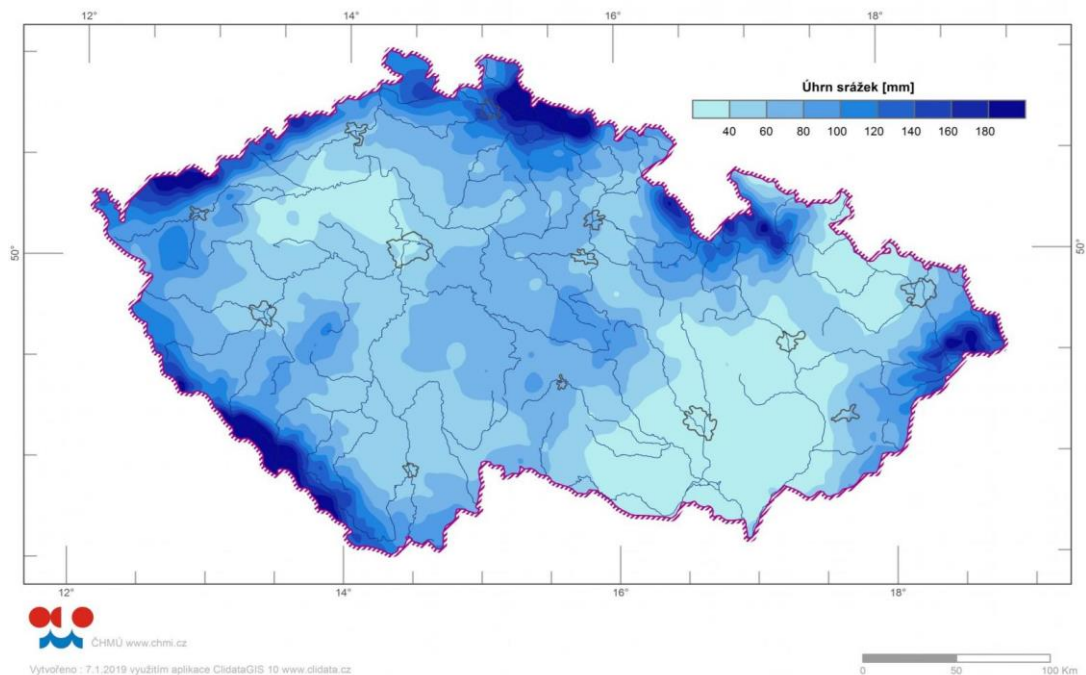 12° 14° 16° 18°
Úhrn srážek [mm]
40 60 80 100 120 140 160 180
50° 50°
12° 14° 16° 18°
ČHMÚ www.chmi.cz
Vytvořeno : 7.1.2019 využitím aplikace ClidataGIS 10 www.clidata.cz
0 50 100 Km